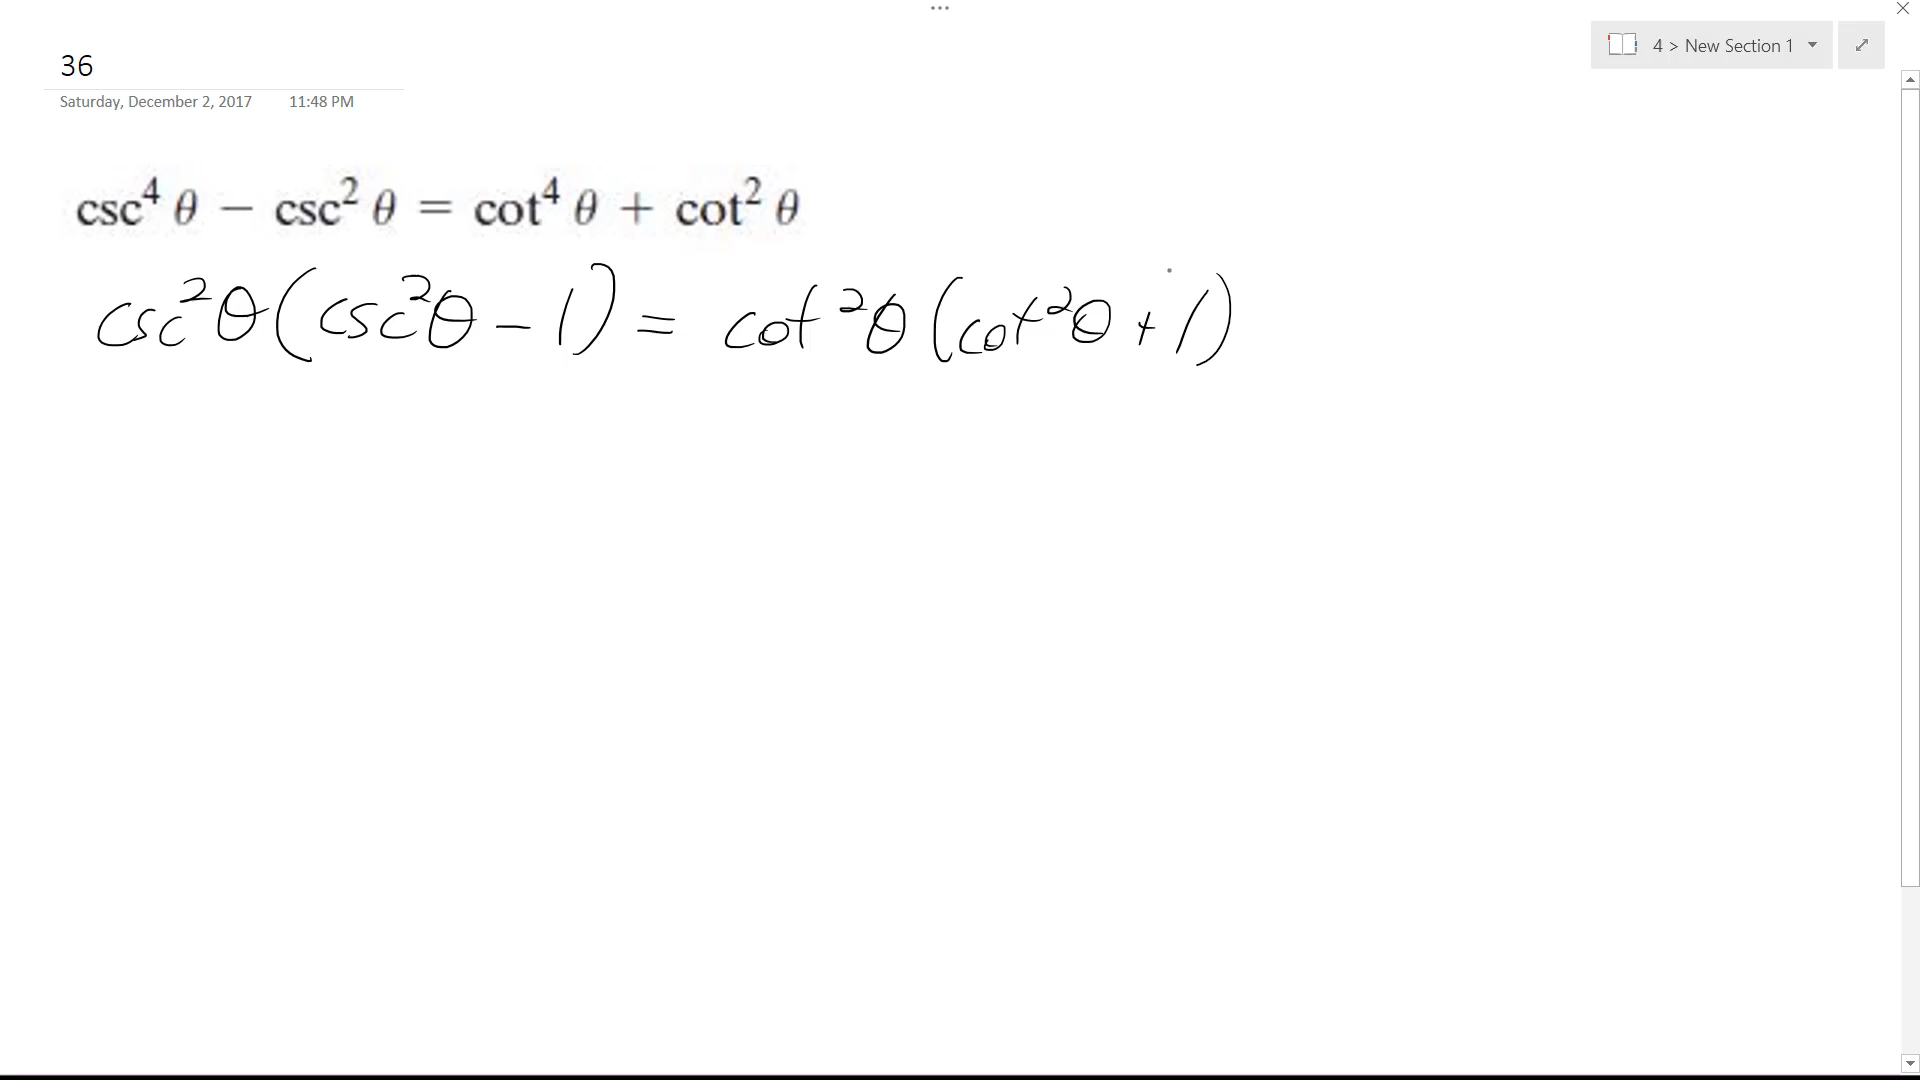 36
Saturday, December 2, 2017 11:48 PM
4 > New Section 1
csc⁴ θ − csc² θ = cot⁴ θ + cot² θ
csc²θ(csc²θ − 1) = cot²θ(cot²θ + 1)